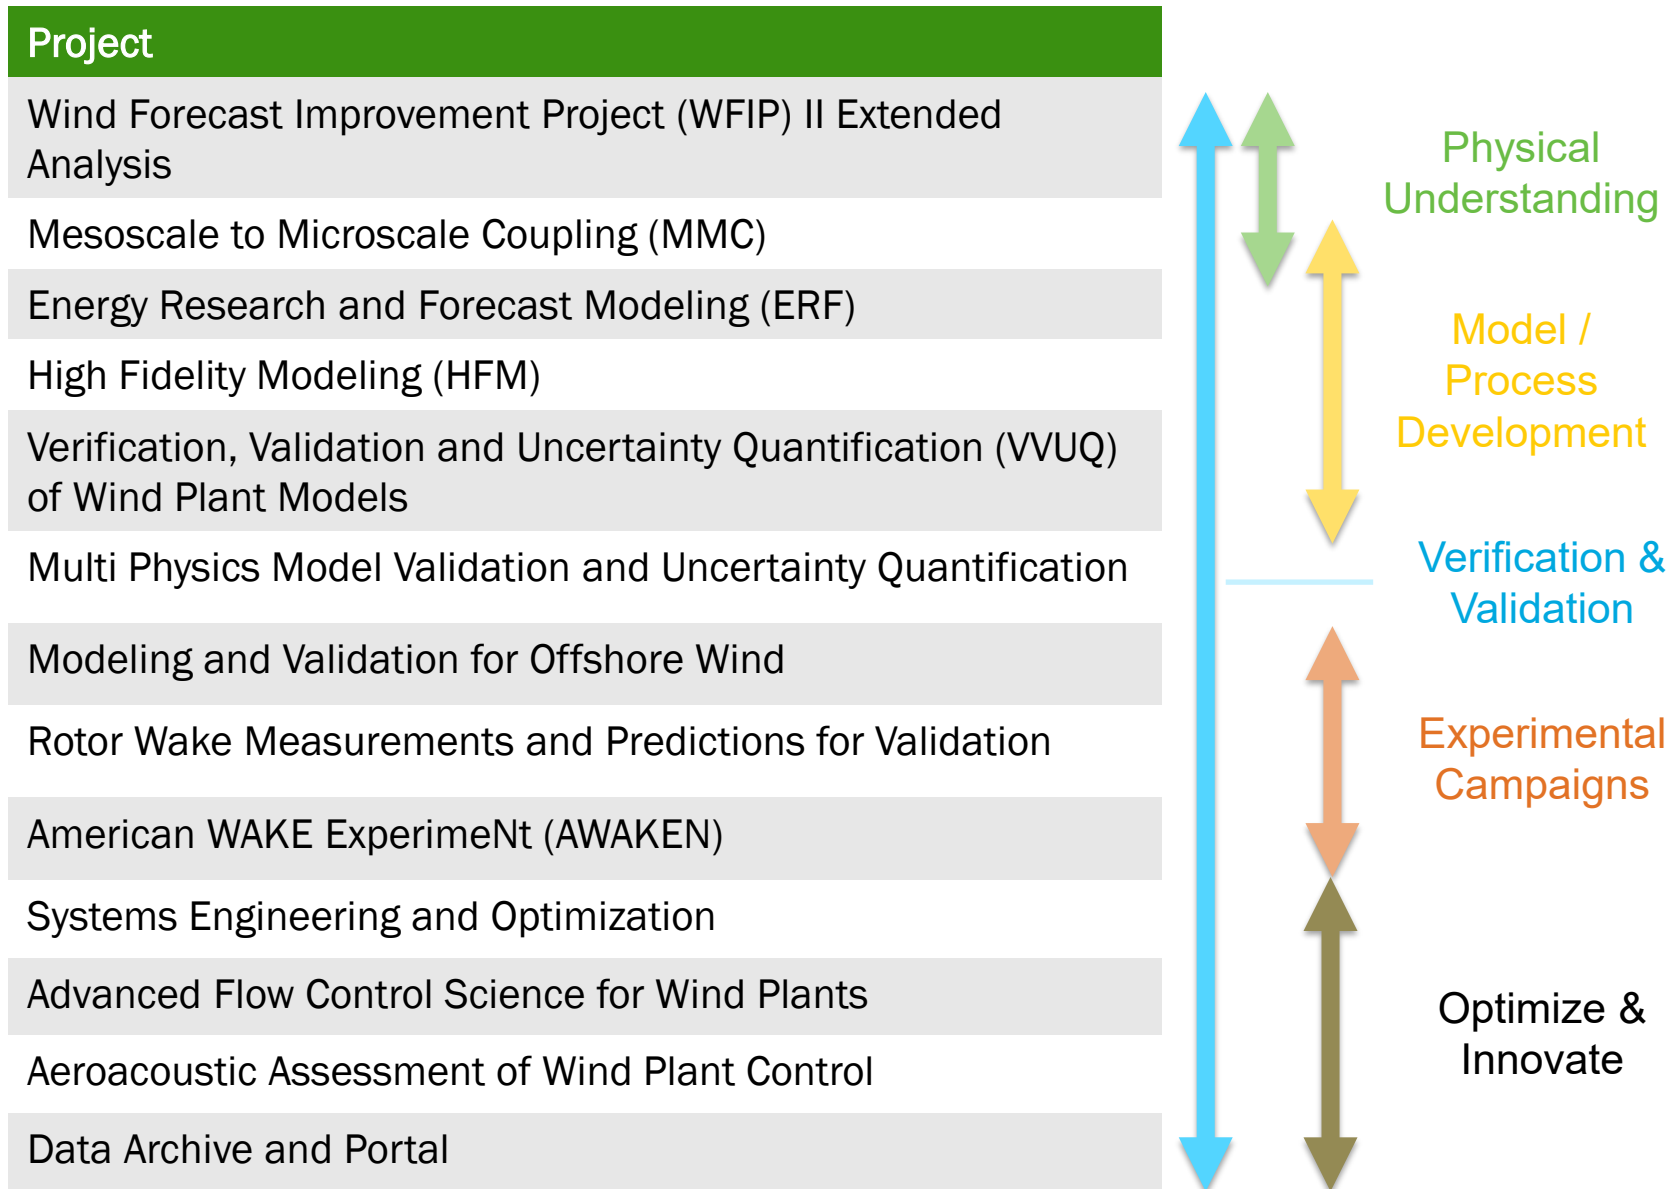 Project
Wind Forecast Improvement Project (WFIP) II Extended
Analysis
Mesoscale to Microscale Coupling (MMC)
Energy Research and Forecast Modeling (ERF)
High Fidelity Modeling (HFM)
Verification, Validation and Uncertainty Quantification (VVUQ)
of Wind Plant Models
Multi Physics Model Validation and Uncertainty Quantification
Modeling and Validation for Offshore Wind
Rotor Wake Measurements and Predictions for Validation
American WAKE ExperimeNt (AWAKEN)
Systems Engineering and Optimization
Advanced Flow Control Science for Wind Plants
Aeroacoustic Assessment of Wind Plant Control
Data Archive and Portal
Physical
Understanding
Model /
Process
Development
Verification &
Validation
Experimental
Campaigns
Optimize &
Innovate